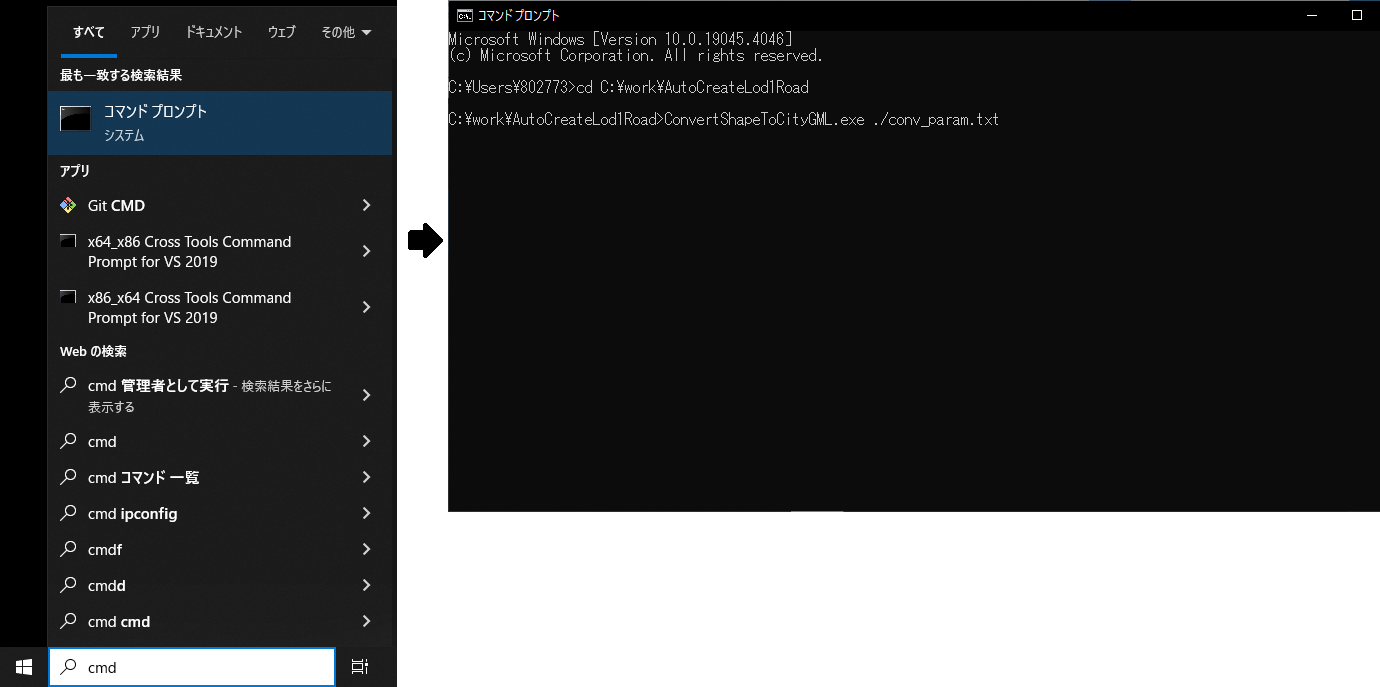 すべて アプリ ドキュメント ウェブ その他
最も一致する検索結果
コマンド プロンプト
システム
アプリ
Git CMD
x64_x86 Cross Tools Command
Prompt for VS 2019
x86_x64 Cross Tools Command
Prompt for VS 2019
Web の検索
cmd 管理者として実行 - 検索結果をさらに
表示する
cmd
cmd コマンド 一覧
cmd ipconfig
cmdf
cmdd
cmd cmd
cmd
コマンド プロンプト
Microsoft Windows [Version 10.0.19045.4046]
(c) Microsoft Corporation. All rights reserved.
C:¥Users¥802773>cd C:¥work¥AutoCreateLod1Road
C:¥work¥AutoCreateLod1Road>ConvertShapeToCityGML.exe ./conv_param.txt